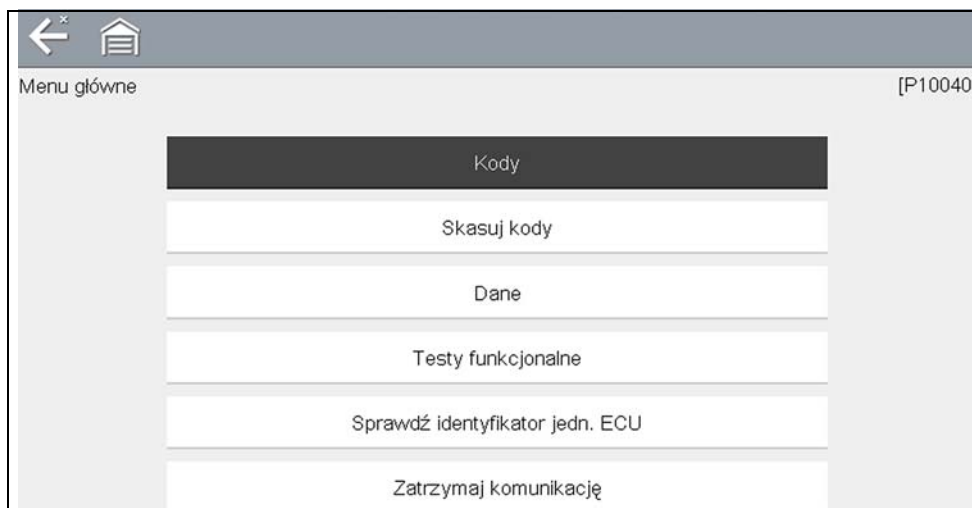 Menu główne [P10040
Kody
Skasuj kody
Dane
Testy funkcjonalne
Sprawdź identyfikator jedn. ECU
Zatrzymaj komunikację